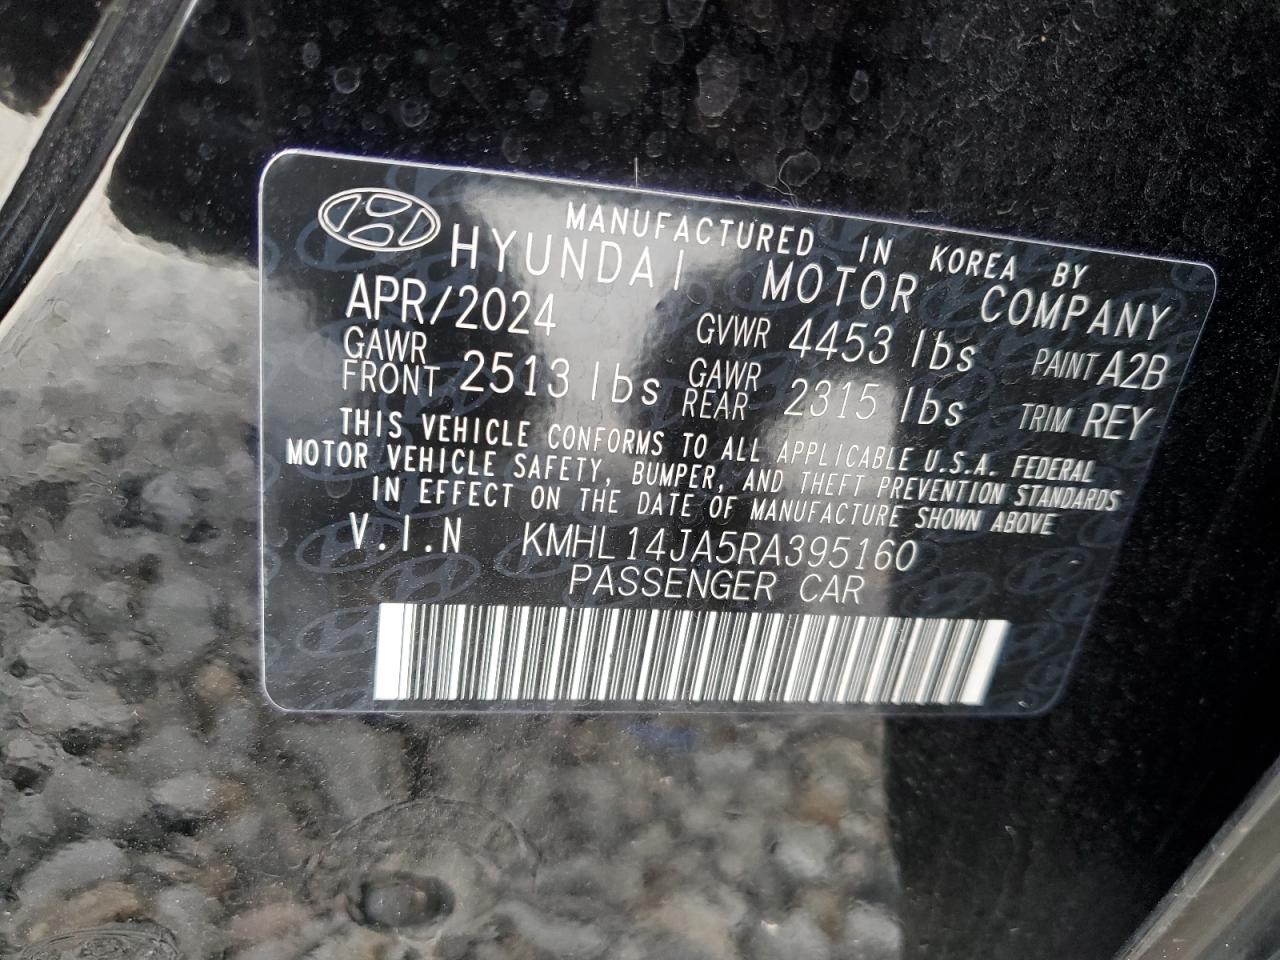 MANUFACTURED IN KOREA BY
HYUNDAI MOTOR COMPANY
APR/2024 GVWR 4453 lbs PAINT A2B
GAWR FRONT 2513 lbs GAWR REAR 2315 lbs TRIM REY
THIS VEHICLE CONFORMS TO ALL APPLICABLE U.S.A. FEDERAL
MOTOR VEHICLE SAFETY, BUMPER, AND THEFT PREVENTION STANDARDS
IN EFFECT ON THE DATE OF MANUFACTURE SHOWN ABOVE
V.I.N KMHL14JA5RA395160
PASSENGER CAR